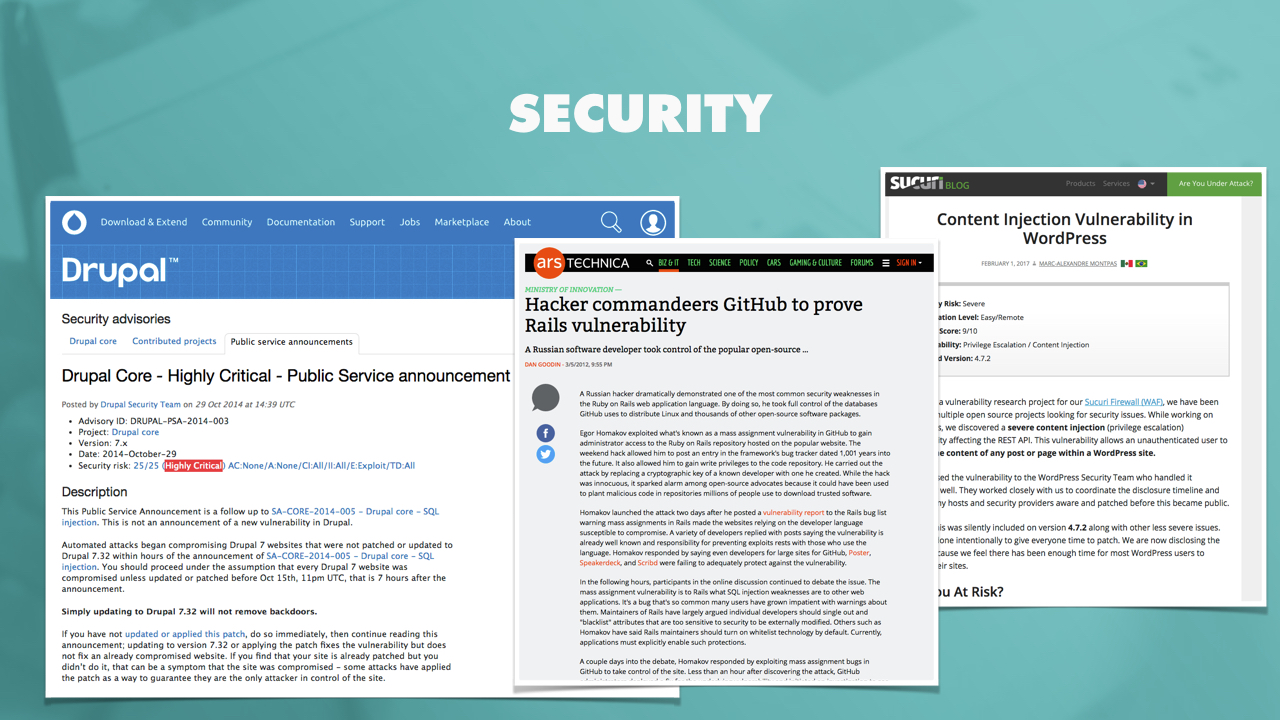 SECURITY
Download & Extend Community Documentation Support Jobs Marketplace About
Drupal™
Security advisories
Drupal core Contributed projects Public service announcements
Drupal Core - Highly Critical - Public Service announcement
Posted by Drupal Security Team on 29 Oct 2014 at 14:39 UTC
• Advisory ID: DRUPAL-PSA-2014-003
• Project: Drupal core
• Version: 7.x
• Date: 2014-October-29
• Security risk: 25/25 (Highly Critical) AC:None/A:None/CI:All/II:All/E:Exploit/TD:All
Description
This Public Service Announcement is a follow up to SA-CORE-2014-005 - Drupal core - SQL
injection. This is not an announcement of a new vulnerability in Drupal.
Automated attacks began compromising Drupal 7 websites that were not patched or updated to
Drupal 7.32 within hours of the announcement of SA-CORE-2014-005 - Drupal core - SQL
injection. You should proceed under the assumption that every Drupal 7 website was
compromised unless updated or patched before Oct 15th, 11pm UTC, that is 7 hours after the
announcement.
Simply updating to Drupal 7.32 will not remove backdoors.
If you have not updated or applied this patch, do so immediately, then continue reading this
announcement; updating to version 7.32 or applying the patch fixes the vulnerability but does
not fix an already compromised website. If you find that your site is already patched but you
didn't do it, that can be a symptom that the site was compromised - some attacks have applied
the patch as a way to guarantee they are the only attacker in control of the site.
ars TECHNICA BIZ & IT TECH SCIENCE POLICY CARS GAMING & CULTURE FORUMS SIGN IN
MINISTRY OF INNOVATION —
Hacker commandeers GitHub to prove
Rails vulnerability
A Russian software developer took control of the popular open-source ...
DAN GOODIN - 3/5/2012, 9:55 PM
A Russian hacker dramatically demonstrated one of the most common security weaknesses in
the Ruby on Rails web application language. By doing so, he took full control of the databases
GitHub uses to distribute Linux and thousands of other open-source software packages.
Egor Homakov exploited what's known as a mass assignment vulnerability in GitHub to gain
administrator access to the Ruby on Rails repository hosted on the popular website. The
weekend hack allowed him to post an entry in the framework's bug tracker dated 1,001 years into
the future. It also allowed him to gain write privileges to the code repository. He carried out the
attack by replacing a cryptographic key of a known developer with one he created. While the hack
was innocuous, it sparked alarm among open-source advocates because it could have been used
to plant malicious code in repositories millions of people use to download trusted software.
Homakov launched the attack two days after he posted a vulnerability report to the Rails bug list
warning mass assignments in Rails made the websites relying on the developer language
susceptible to compromise. A variety of developers replied with posts saying the vulnerability is
already well known and responsibility for preventing exploits rests with those who use the
language. Homakov responded by saying even developers for large sites for GitHub, Poster,
Speakerdeck, and Scribd were failing to adequately protect against the vulnerability.
In the following hours, participants in the online discussion continued to debate the issue. The
mass assignment vulnerability is to Rails what SQL injection weaknesses are to other web
applications. It's a bug that's so common many users have grown impatient with warnings about
them. Maintainers of Rails have largely argued individual developers should single out and
"blacklist" attributes that are too sensitive to security to be externally modified. Others such as
Homakov have said Rails maintainers should turn on whitelist technology by default. Currently,
applications must explicitly enable such protections.
A couple days into the debate, Homakov responded by exploiting mass assignment bugs in
GitHub to take control of the site. Less than an hour after discovering the attack, GitHub
SUCURI BLOG Products Services Are You Under Attack?
Content Injection Vulnerability in
WordPress
FEBRUARY 1, 2017 MARC-ALEXANDRE MONTPAS
y Risk: Severe
ation Level: Easy/Remote
Score: 9/10
ability: Privilege Escalation / Content Injection
d Version: 4.7.2
a vulnerability research project for our Sucuri Firewall (WAF), we have been
ultiple open source projects looking for security issues. While working on
s, we discovered a severe content injection (privilege escalation)
ity affecting the REST API. This vulnerability allows an unauthenticated user to
e content of any post or page within a WordPress site.
sed the vulnerability to the WordPress Security Team who handled it
well. They worked closely with us to coordinate the disclosure timeline and
ny hosts and security providers aware and patched before this became public.
his was silently included on version 4.7.2 along with other less severe issues.
one intentionally to give everyone time to patch. We are now disclosing the
cause we feel there has been enough time for most WordPress users to
eir sites.
ou At Risk?